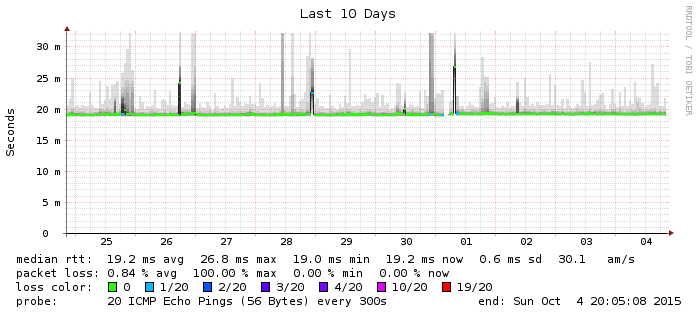 Last 10 Days
RRDTOOL / TOBI OETIKER
Seconds
30 m
25 m
20 m
15 m
10 m
5 m
0
25 26 27 28 29 30 01 02 03 04
median rtt: 19.2 ms avg 26.8 ms max 19.0 ms min 19.2 ms now 0.6 ms sd 30.1 am/s
packet loss: 0.84 % avg 100.00 % max 0.00 % min 0.00 % now
loss color: 0 1/20 2/20 3/20 4/20 10/20 19/20
probe: 20 ICMP Echo Pings (56 Bytes) every 300s end: Sun Oct 4 20:05:08 2015